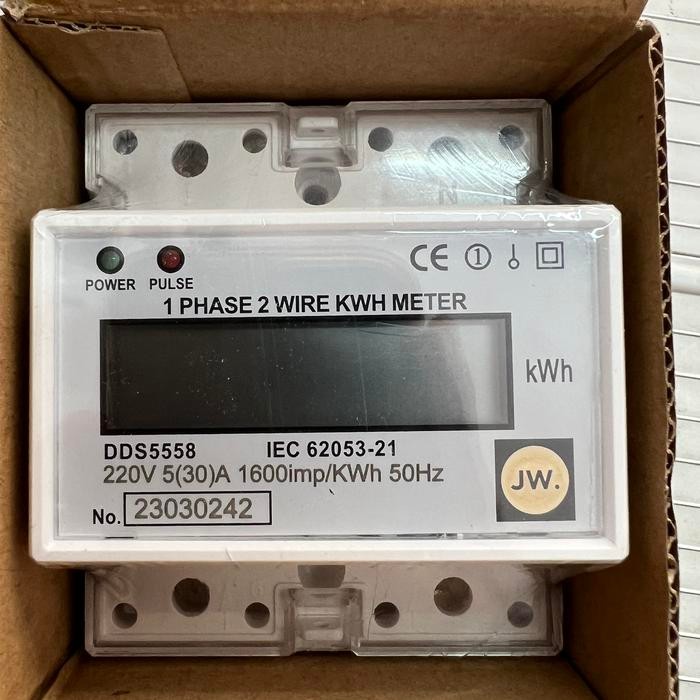 N
CE 1
POWER PULSE
1 PHASE 2 WIRE KWH METER
kWh
DDS5558 IEC 62053-21
220V 5(30)A 1600imp/KWh 50Hz
JW.
No. 23030242